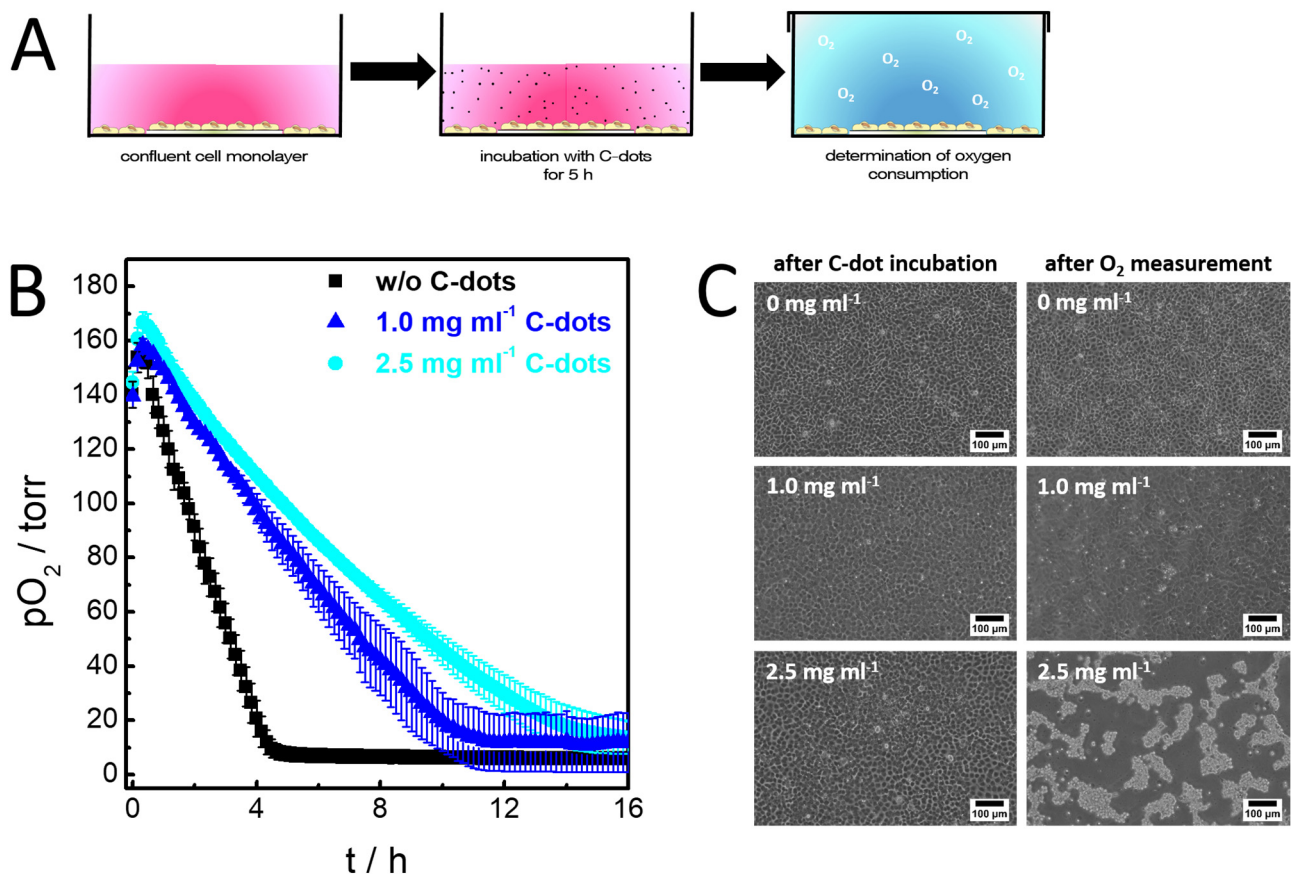 A
O₂
O₂
O₂
O₂
O₂
O₂
O₂
confluent cell monolayer
incubation with C-dots
for 5 h
determination of oxygen
consumption
B
180
160
140
120
100
80
60
40
20
0
pO₂ / torr
w/o C-dots
1.0 mg ml⁻¹ C-dots
2.5 mg ml⁻¹ C-dots
0
4
8
12
16
t / h
C
after C-dot incubation
after O₂ measurement
0 mg ml⁻¹
100 µm
0 mg ml⁻¹
100 µm
1.0 mg ml⁻¹
100 µm
1.0 mg ml⁻¹
100 µm
2.5 mg ml⁻¹
100 µm
2.5 mg ml⁻¹
100 µm